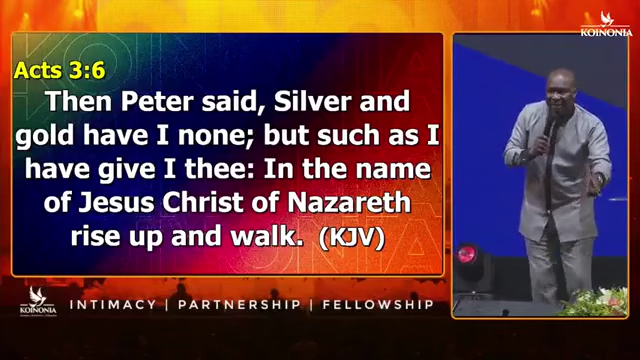 KOINONIA
Acts 3:6
Then Peter said, Silver and
gold have I none; but such as I
have give I thee: In the name
of Jesus Christ of Nazareth
rise up and walk. (KJV)
KOINONIA
INTIMACY | PARTNERSHIP | FELLOWSHIP